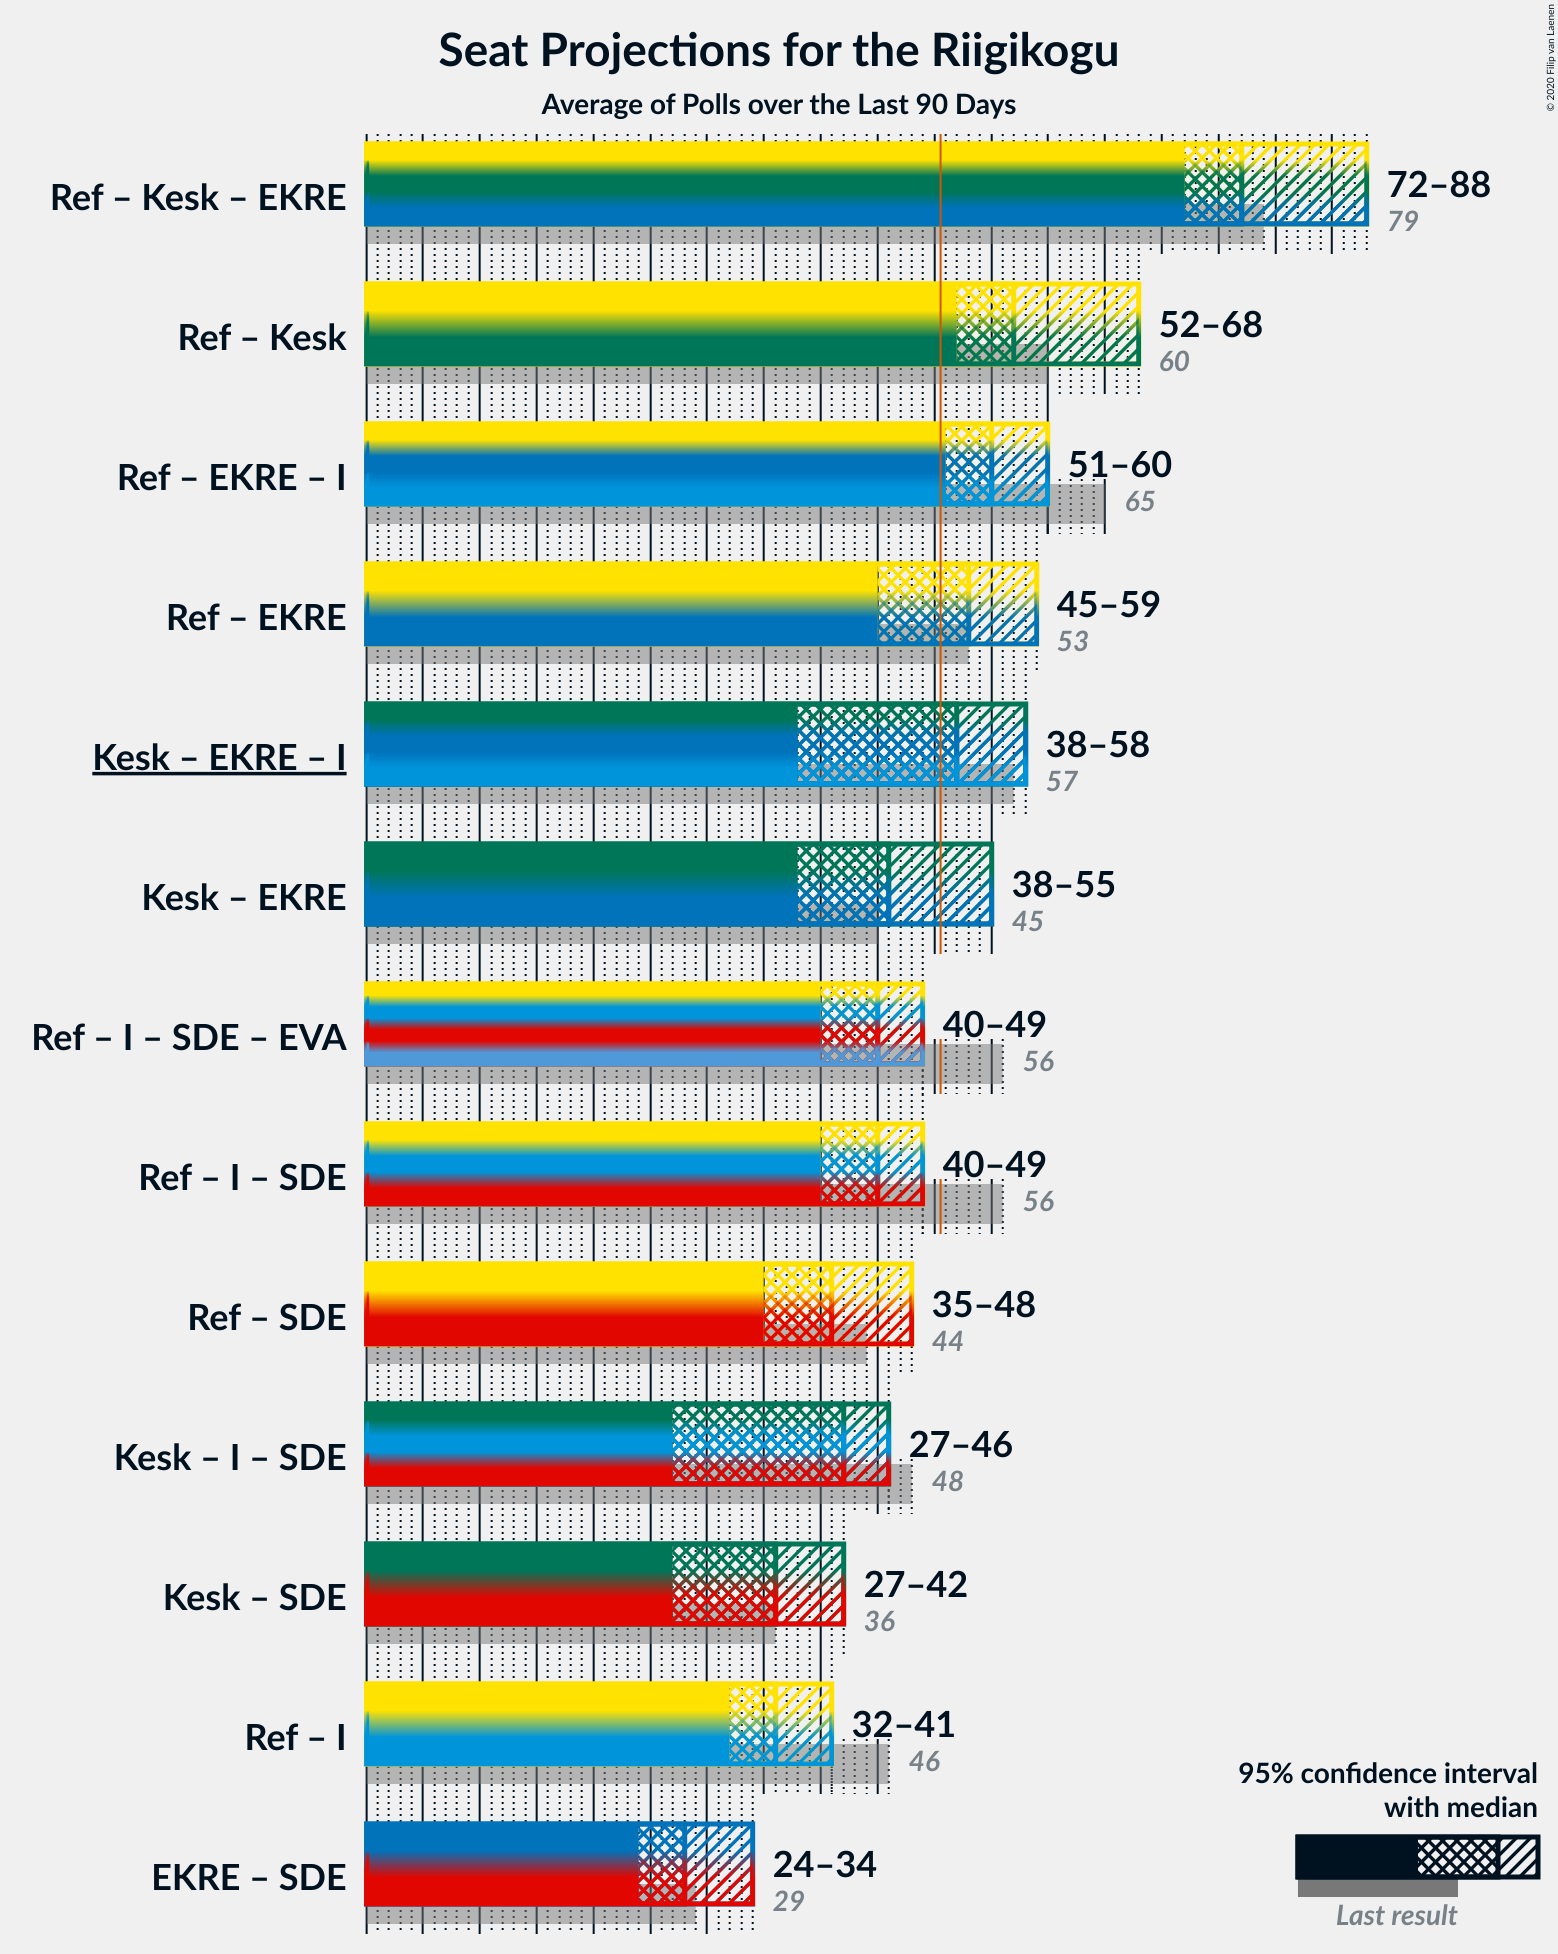 Seat Projections for the Riigikogu
Average of Polls over the Last 90 Days
© 2020 Filip van Laenen
Ref – Kesk – EKRE
72–88
79
Ref – Kesk
52–68
60
Ref – EKRE – I
51–60
65
Ref – EKRE
45–59
53
Kesk – EKRE – I
38–58
57
Kesk – EKRE
38–55
45
Ref – I – SDE – EVA
40–49
56
Ref – I – SDE
40–49
56
Ref – SDE
35–48
44
Kesk – I – SDE
27–46
48
Kesk – SDE
27–42
36
Ref – I
32–41
46
EKRE – SDE
24–34
29
95% confidence interval
with median
Last result